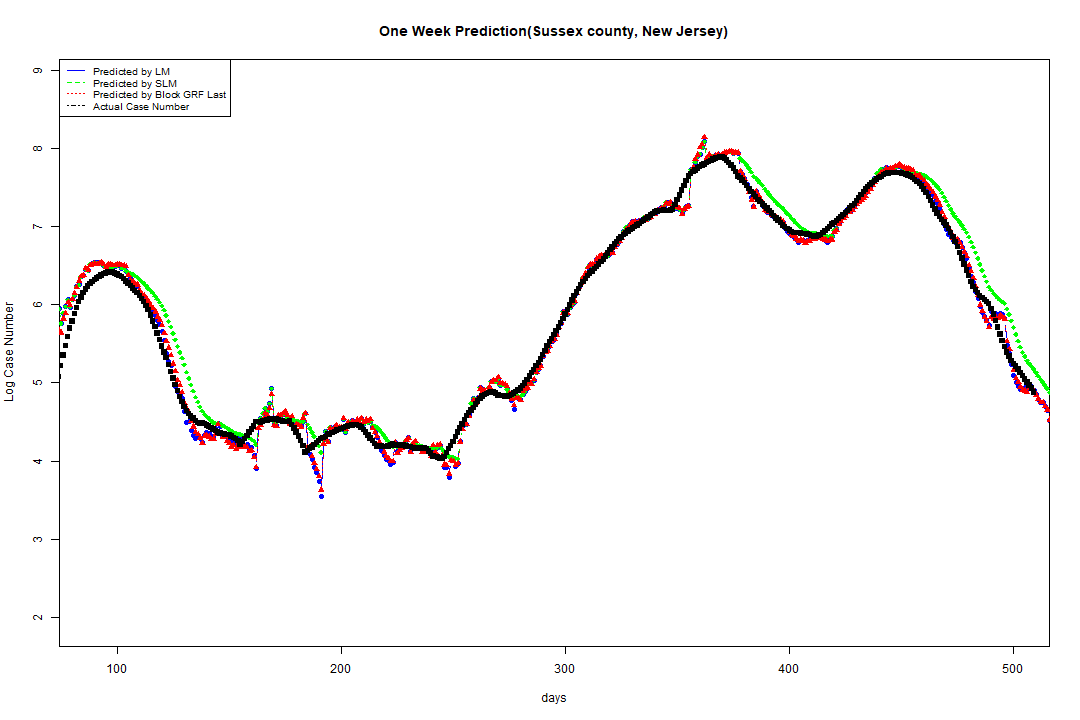 One Week Prediction(Sussex county, New Jersey)
Predicted by LM
Predicted by SLM
Predicted by Block GRF Last
Actual Case Number
9
8
7
6
5
4
3
2
Log Case Number
100 200 300 400 500
days